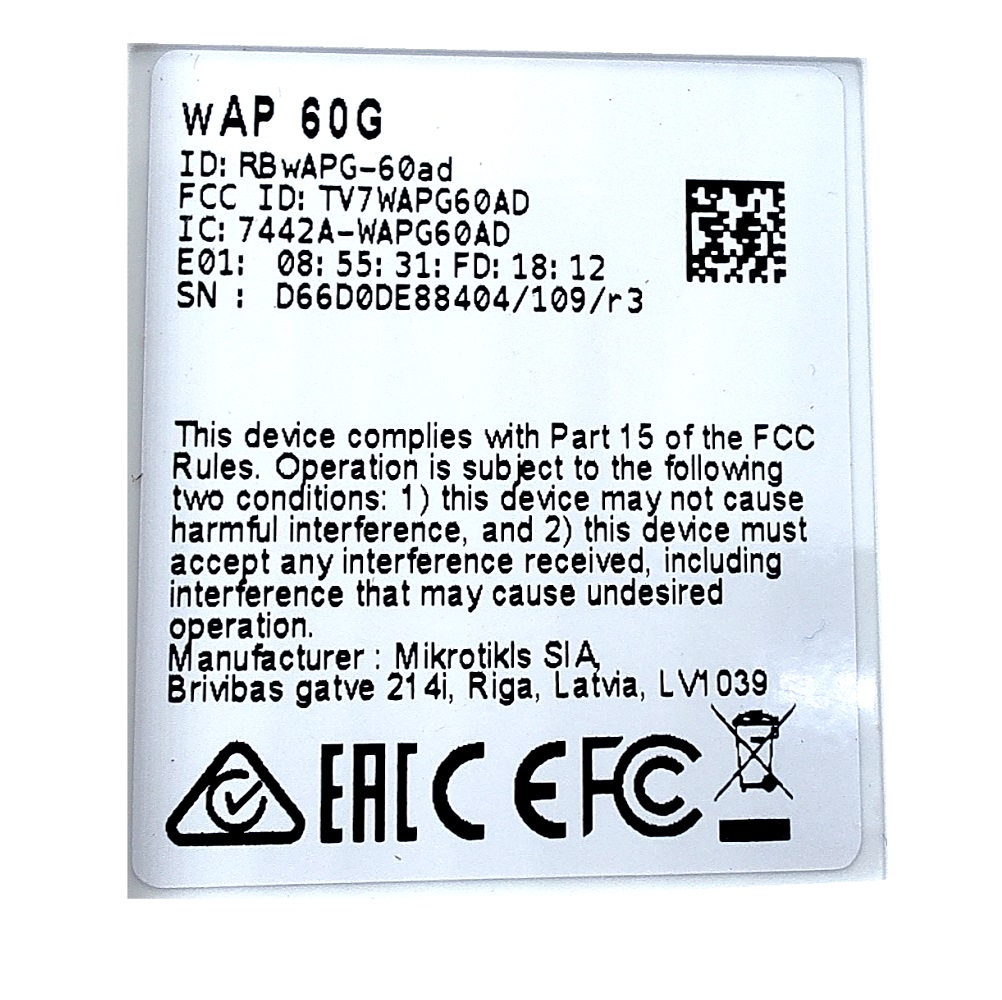 wAP 60G
ID: RBwAPG-60ad
FCC ID: TV7WAPG60AD
IC: 7442A-WAPG60AD
E01: 08:55:31:FD:18:12
SN : D66D0DE88404/109/r3
This device complies with Part 15 of the FCC
Rules. Operation is subject to the following
two conditions: 1) this device may not cause
harmful interference, and 2) this device must
accept any interference received, including
interference that may cause undesired
operation.
Manufacturer : Mikrotikls SIA,
Brivibas gatve 214i, Riga, Latvia, LV1039
EAC CE FC